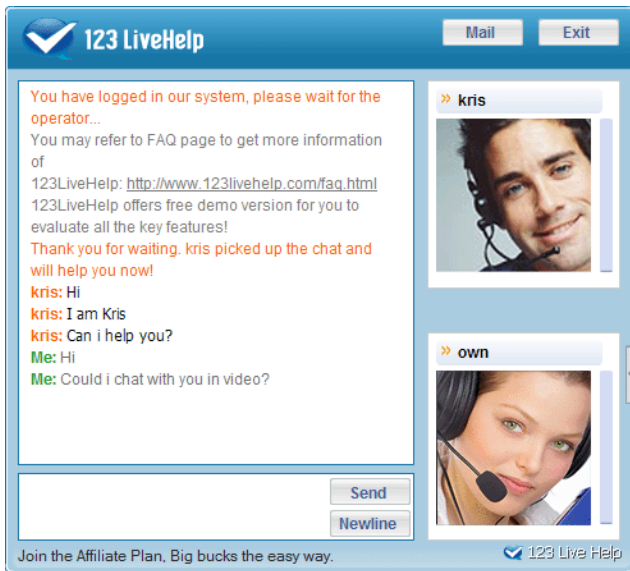 123 LiveHelp
Mail
Exit
You have logged in our system, please wait for the
operator...
You may refer to FAQ page to get more information
of
123LiveHelp: http://www.123livehelp.com/faq.html
123LiveHelp offers free demo version for you to
evaluate all the key features!
Thank you for waiting. kris picked up the chat and
will help you now!
kris: Hi
kris: I am Kris
kris: Can i help you?
Me: Hi
Me: Could i chat with you in video?
» kris
» own
Send
Newline
Join the Affiliate Plan, Big bucks the easy way.
123 Live Help